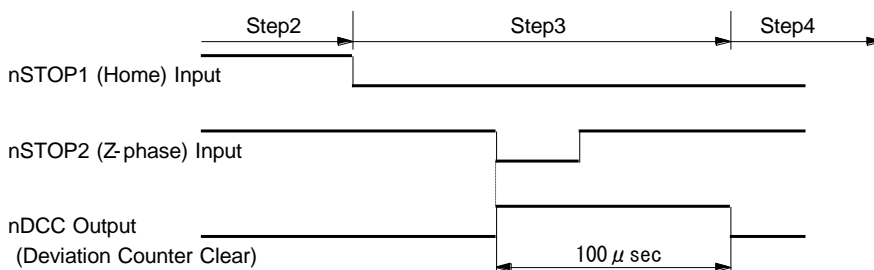 Step2 Step3 Step4
nSTOP1 (Home) Input
nSTOP2 (Z-phase) Input
nDCC Output
(Deviation Counter Clear)
100 μ sec